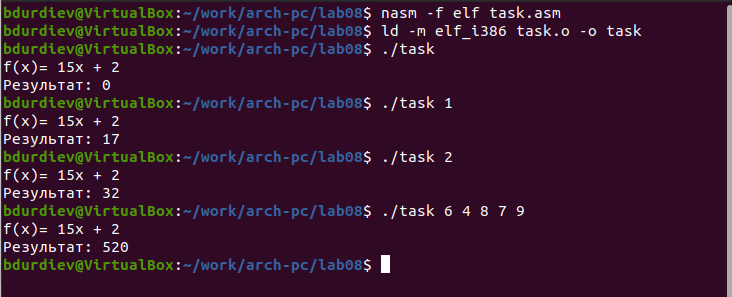 bdurdiev@VirtualBox:~/work/arch-pc/lab08$ nasm -f elf task.asm
bdurdiev@VirtualBox:~/work/arch-pc/lab08$ ld -m elf_i386 task.o -o task
bdurdiev@VirtualBox:~/work/arch-pc/lab08$ ./task
f(x)= 15x + 2
Результат: 0
bdurdiev@VirtualBox:~/work/arch-pc/lab08$ ./task 1
f(x)= 15x + 2
Результат: 17
bdurdiev@VirtualBox:~/work/arch-pc/lab08$ ./task 2
f(x)= 15x + 2
Результат: 32
bdurdiev@VirtualBox:~/work/arch-pc/lab08$ ./task 6 4 8 7 9
f(x)= 15x + 2
Результат: 520
bdurdiev@VirtualBox:~/work/arch-pc/lab08$